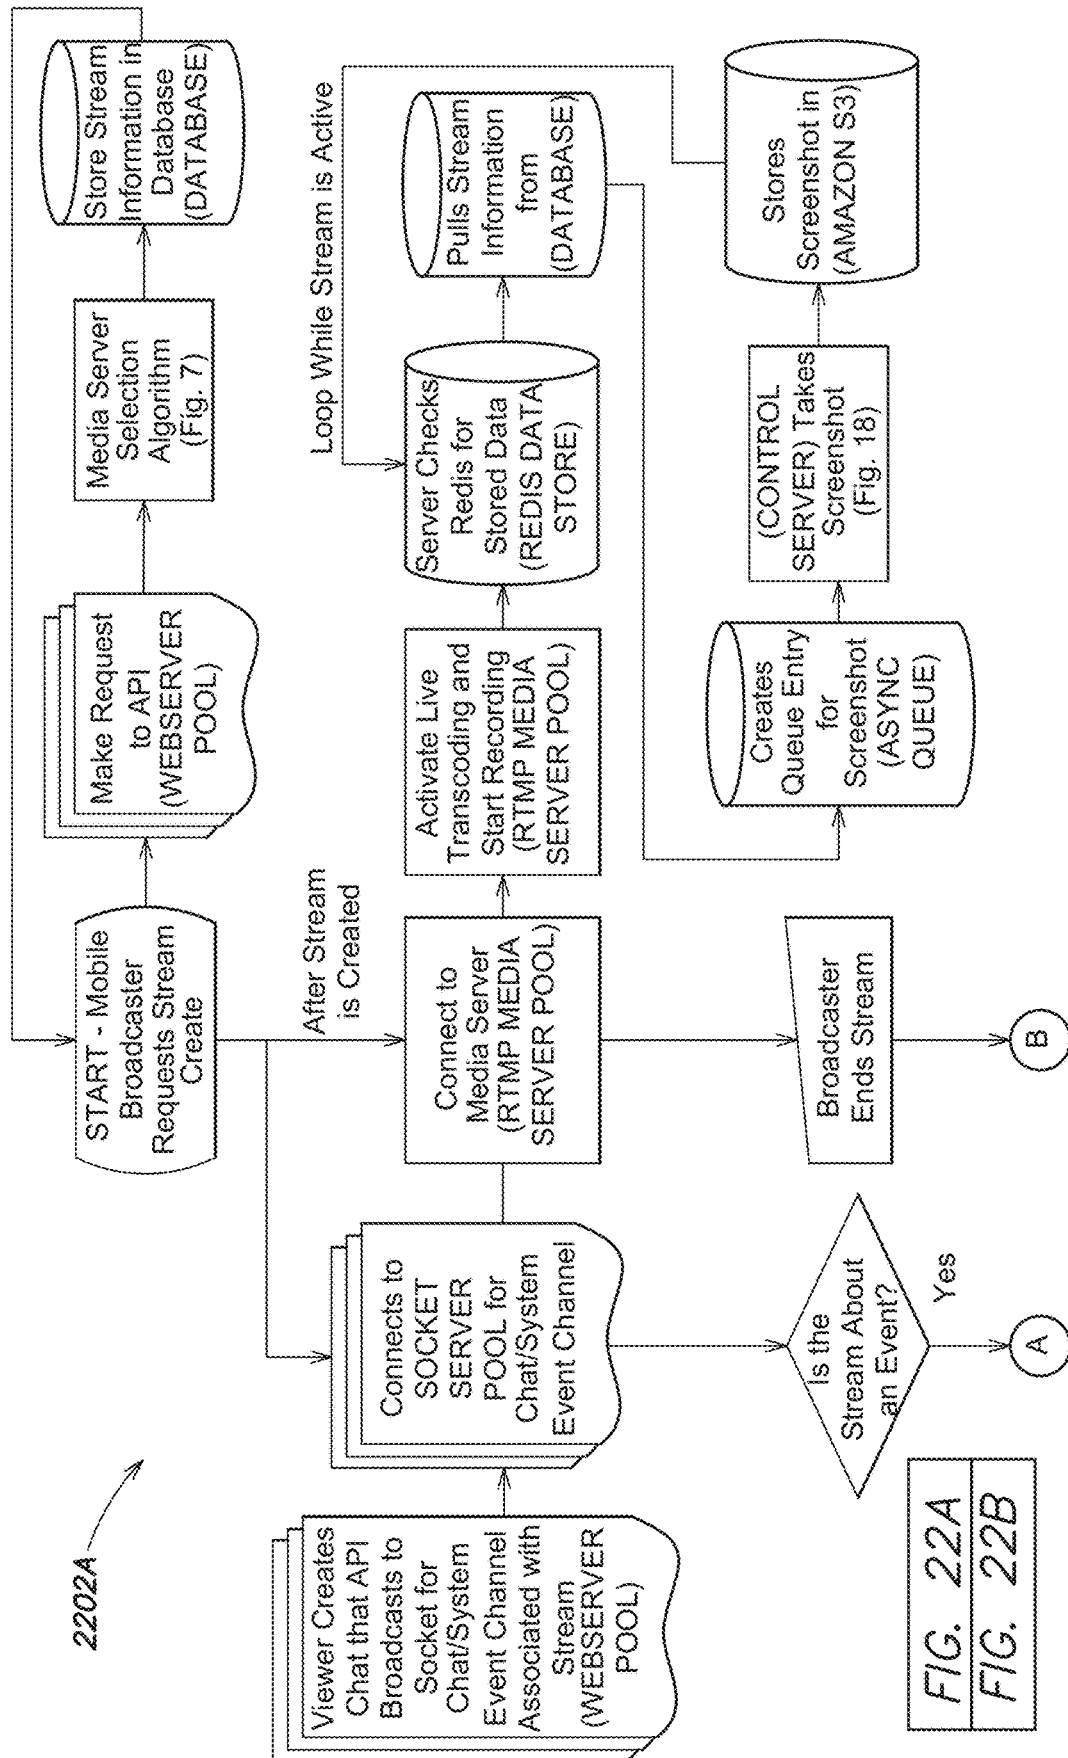 2202A
START - Mobile
Broadcaster
Requests Stream
Create
Make Request
to API
(WEBSERVER
POOL)
Media Server
Selection
Algorithm
(Fig. 7)
Store Stream
Information in
Database
(DATABASE)
After Stream
is Created
Loop While Stream is Active
Viewer Creates
Chat that API
Broadcasts to
Socket for
Chat/System
Event Channel
Associated with
Stream
(WEBSERVER
POOL)
Connects to
SOCKET
SERVER
POOL for
Chat/System
Event Channel
Connect to
Media Server
(RTMP MEDIA
SERVER POOL)
Activate Live
Transcoding and
Start Recording
(RTMP MEDIA
SERVER POOL)
Server Checks
Redis for
Stored Data
(REDIS DATA
STORE)
Pulls Stream
Information
from
(DATABASE)
Is the
Stream About
an Event?
Yes
A
Broadcaster
Ends Stream
B
Creates
Queue Entry
for
Screenshot
(ASYNC
QUEUE)
(CONTROL
SERVER) Takes
Screenshot
(Fig. 18)
Stores
Screenshot in
(AMAZON S3)
FIG. 22A
FIG. 22B